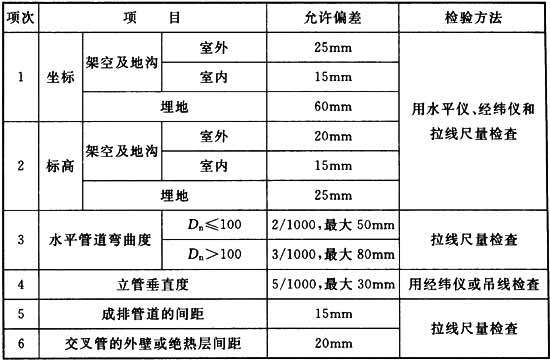 项次 项 目 允许偏差 检验方法
1 坐标 架空及地沟 室外 25mm 用水平仪、经纬仪和拉线尺量检查
室内 15mm
埋地 60mm
2 标高 架空及地沟 室外 20mm
室内 15mm
埋地 25mm
3 水平管道弯曲度 Dn≤100 2/1000,最大 50mm 拉线尺量检查
Dn>100 3/1000,最大 80mm
4 立管垂直度 5/1000,最大 30mm 用经纬仪或吊线检查
5 成排管道的间距 15mm 拉线尺量检查
6 交叉管的外壁或绝热层间距 20mm